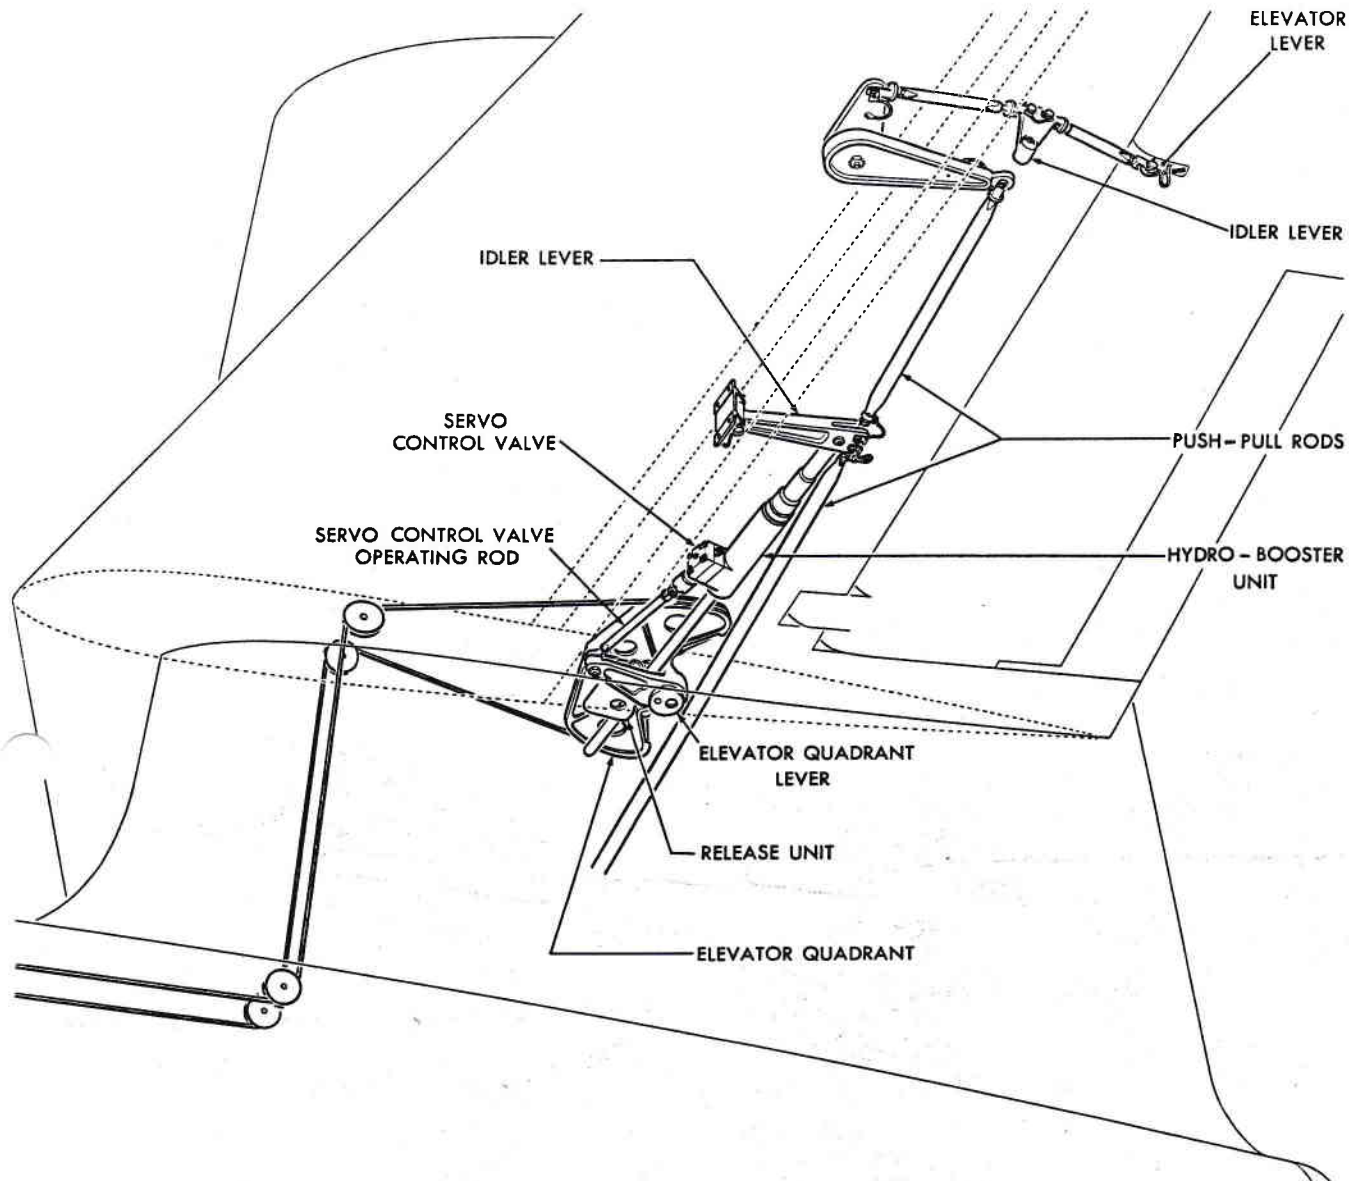 ELEVATOR
LEVER
IDLER LEVER
IDLER LEVER
SERVO
CONTROL VALVE
PUSH-PULL RODS
SERVO CONTROL VALVE
OPERATING ROD
HYDRO-BOOSTER
UNIT
ELEVATOR QUADRANT
LEVER
RELEASE UNIT
ELEVATOR QUADRANT